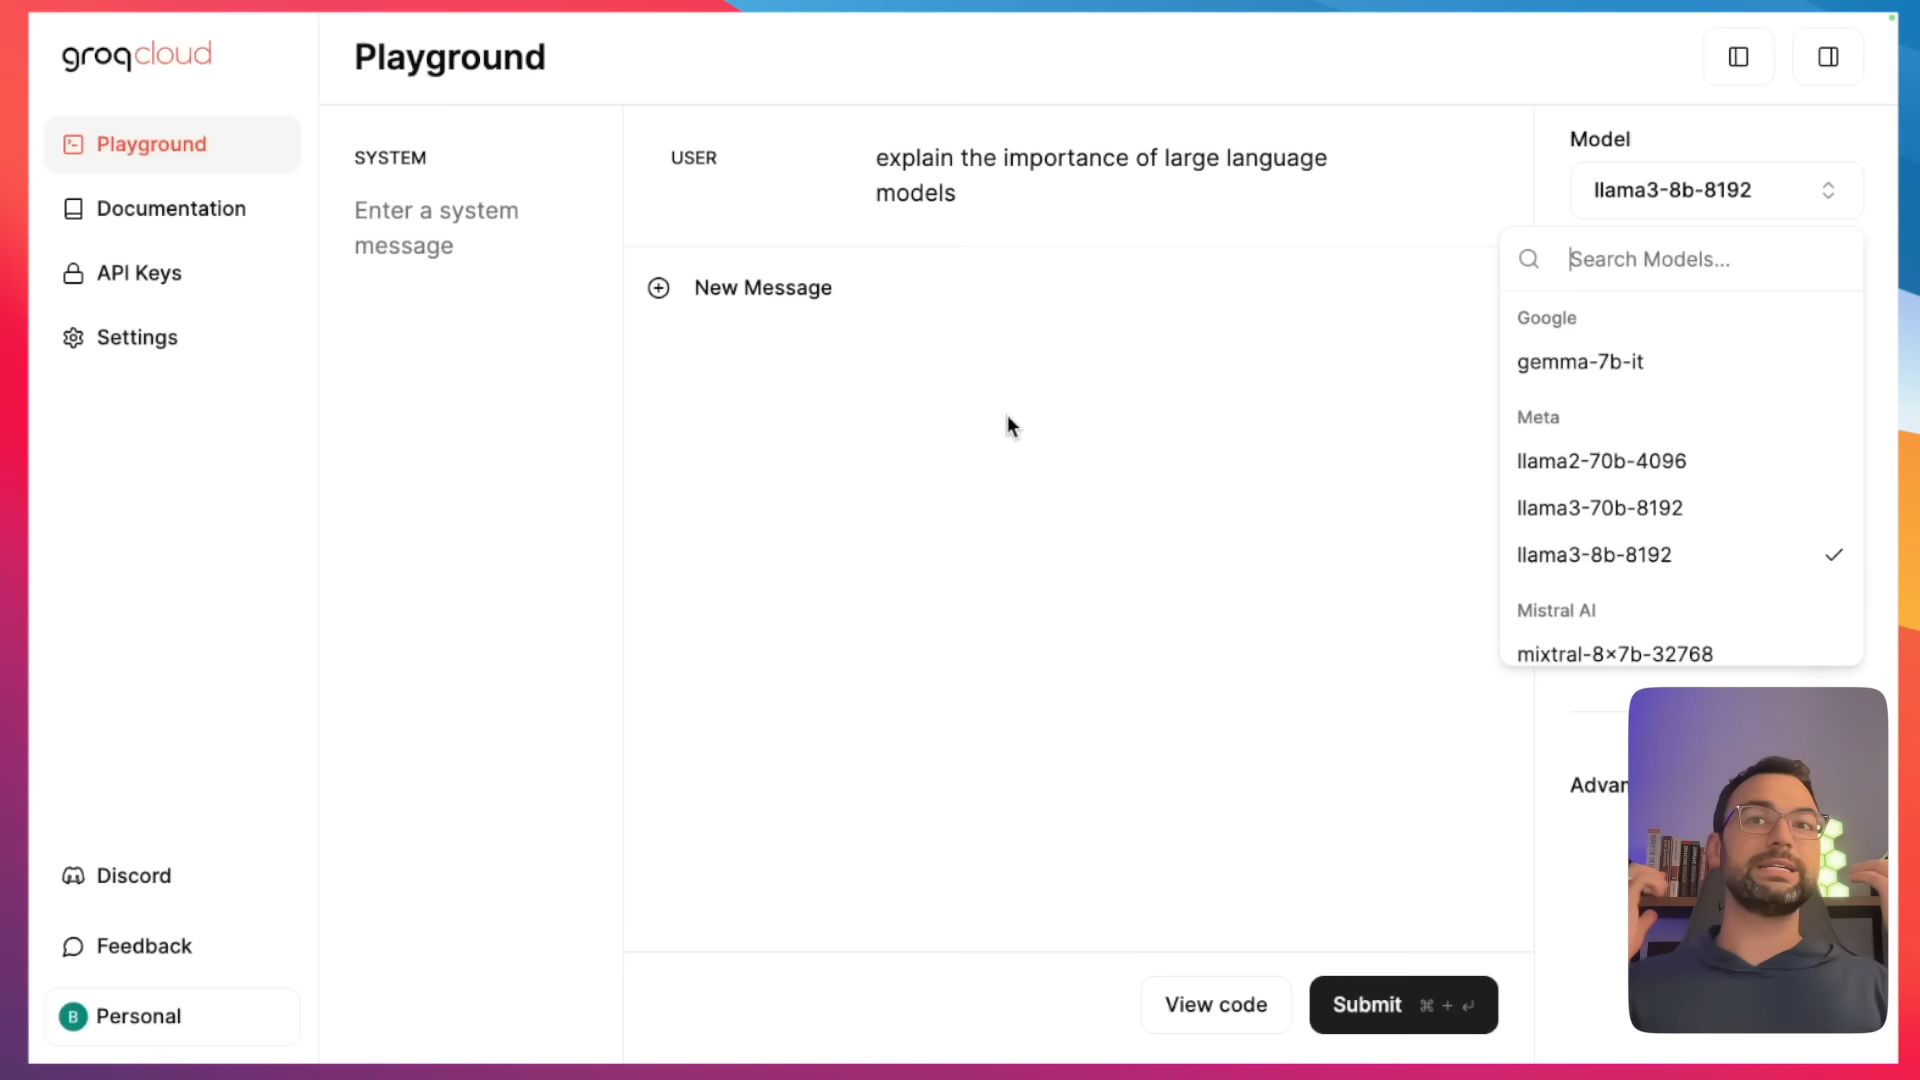 groqcloud
Playground
Documentation
API Keys
Settings
Discord
Feedback
B Personal
Playground
SYSTEM
Enter a system
message
USER
explain the importance of large language
models
New Message
View code
Submit ⌘ + ↵
Model
llama3-8b-8192
Search Models...
Google
gemma-7b-it
Meta
llama2-70b-4096
llama3-70b-8192
llama3-8b-8192
Mistral AI
mixtral-8x7b-32768
Advan